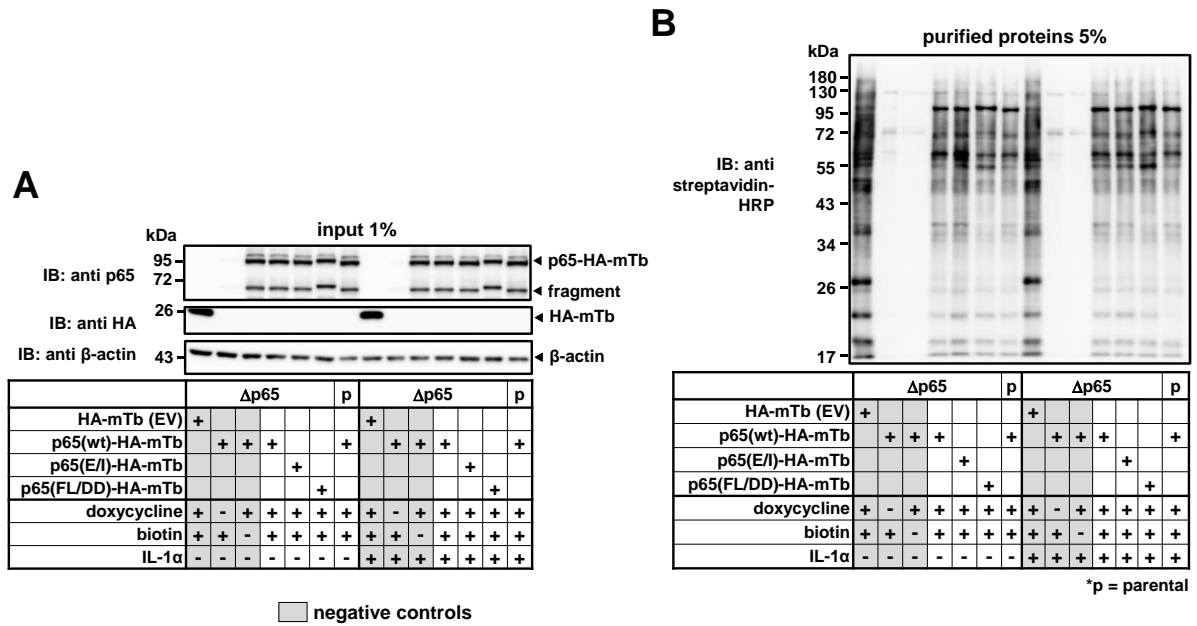 A
input 1%
kDa
IB: anti p65
95
72
p65-HA-mTb
fragment
IB: anti HA
26
HA-mTb
IB: anti β-actin
43
β-actin
Δp65 p Δp65 p
HA-mTb (EV) + +
p65(wt)-HA-mTb + + + + + + + +
p65(E/I)-HA-mTb + +
p65(FL/DD)-HA-mTb + +
doxycycline + - + + + + + + - + + + + +
biotin + + - + + + + + + - + + + +
IL-1α - - - - - - - + + + + + + +
negative controls
B
purified proteins 5%
kDa
180
130
95
72
55
43
34
26
17
IB: anti
streptavidin-
HRP
Δp65 p Δp65 p
HA-mTb (EV) + +
p65(wt)-HA-mTb + + + + + + + +
p65(E/I)-HA-mTb + +
p65(FL/DD)-HA-mTb + +
doxycycline + - + + + + + + - + + + + +
biotin + + - + + + + + + - + + + +
IL-1α - - - - - - - + + + + + + +
*p = parental